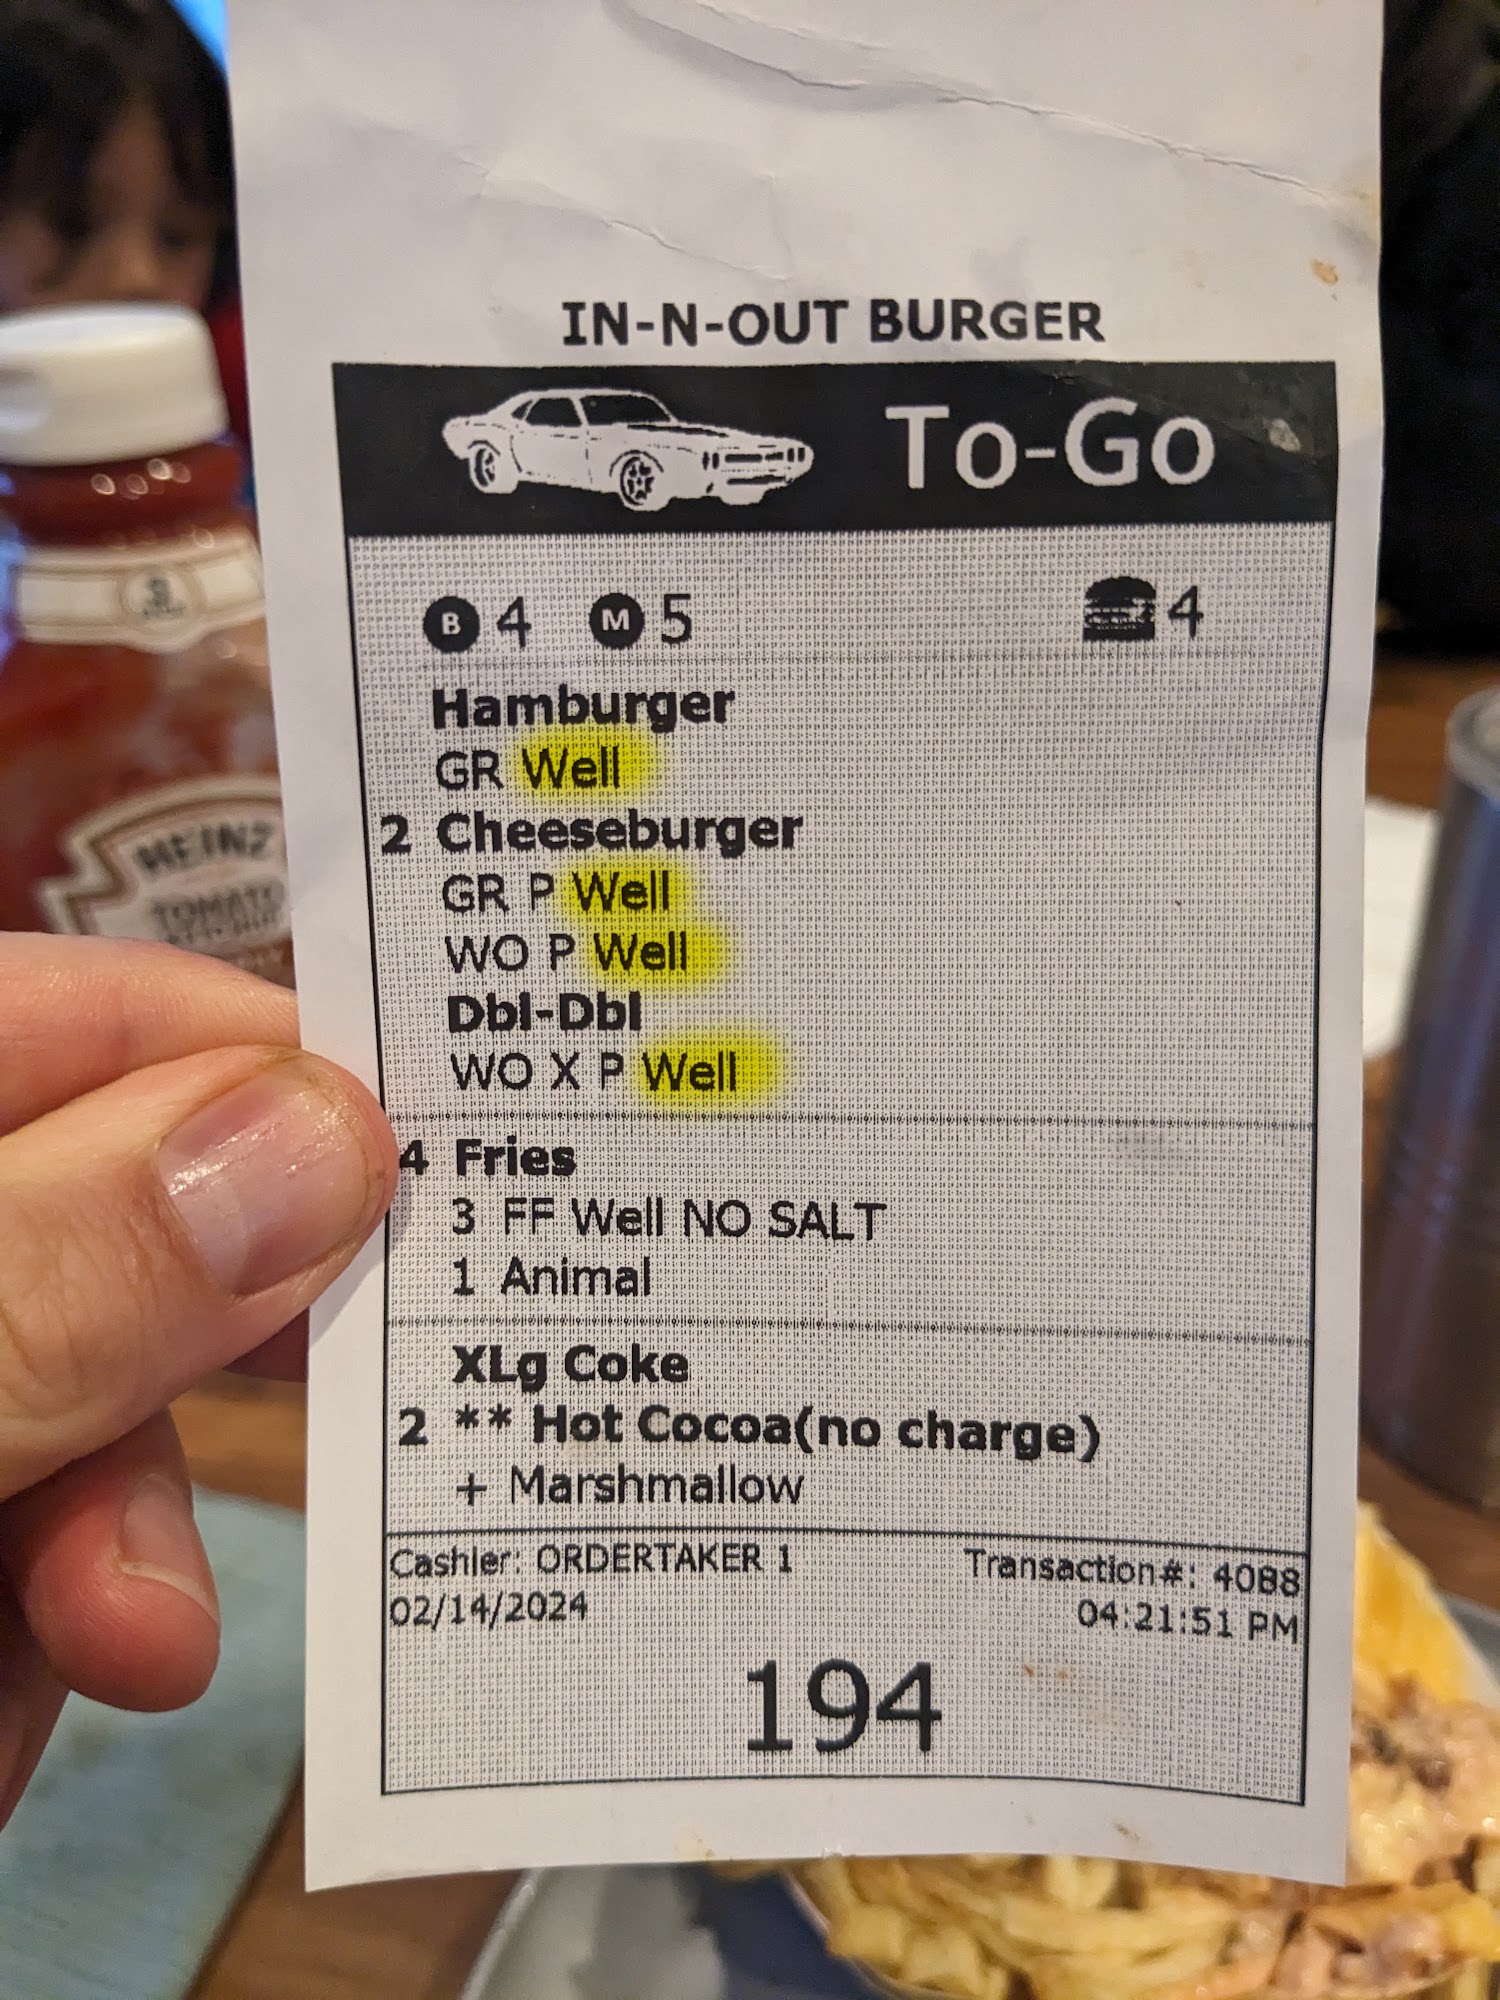 IN-N-OUT BURGER
To-Go
B 4 M 5 4
Hamburger
GR Well
2 Cheeseburger
GR P Well
WO P Well
Dbl-Dbl
WO X P Well
4 Fries
3 FF Well NO SALT
1 Animal
XLg Coke
2 ** Hot Cocoa(no charge)
+ Marshmallow
Cashier: ORDERTAKER 1 Transaction#: 4088
02/14/2024 04:21:51 PM
194
HEINZ
TOMATO